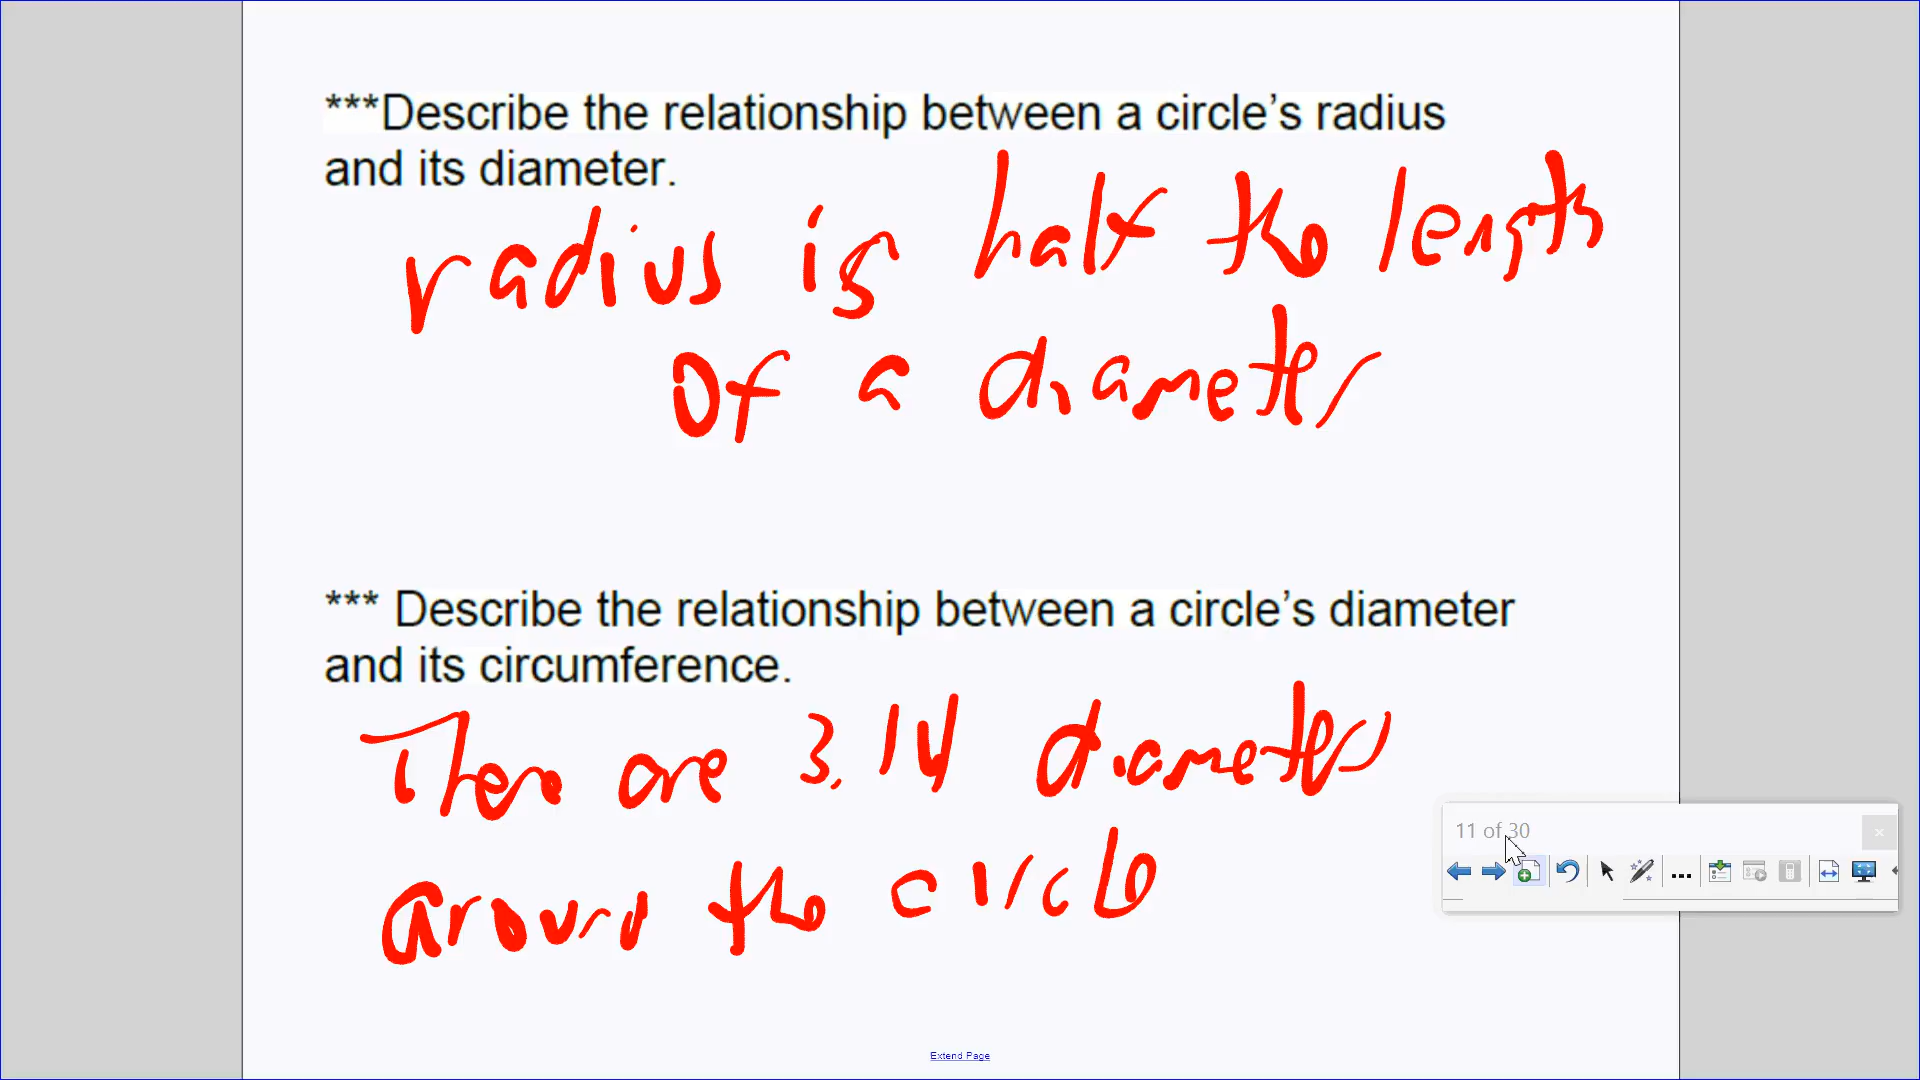 ***Describe the relationship between a circle’s radius
and its diameter.
radius is half the length
of a diameter
*** Describe the relationship between a circle’s diameter
and its circumference.
There are 3.14 diameters
around the circle
11 of 30
Extend Page